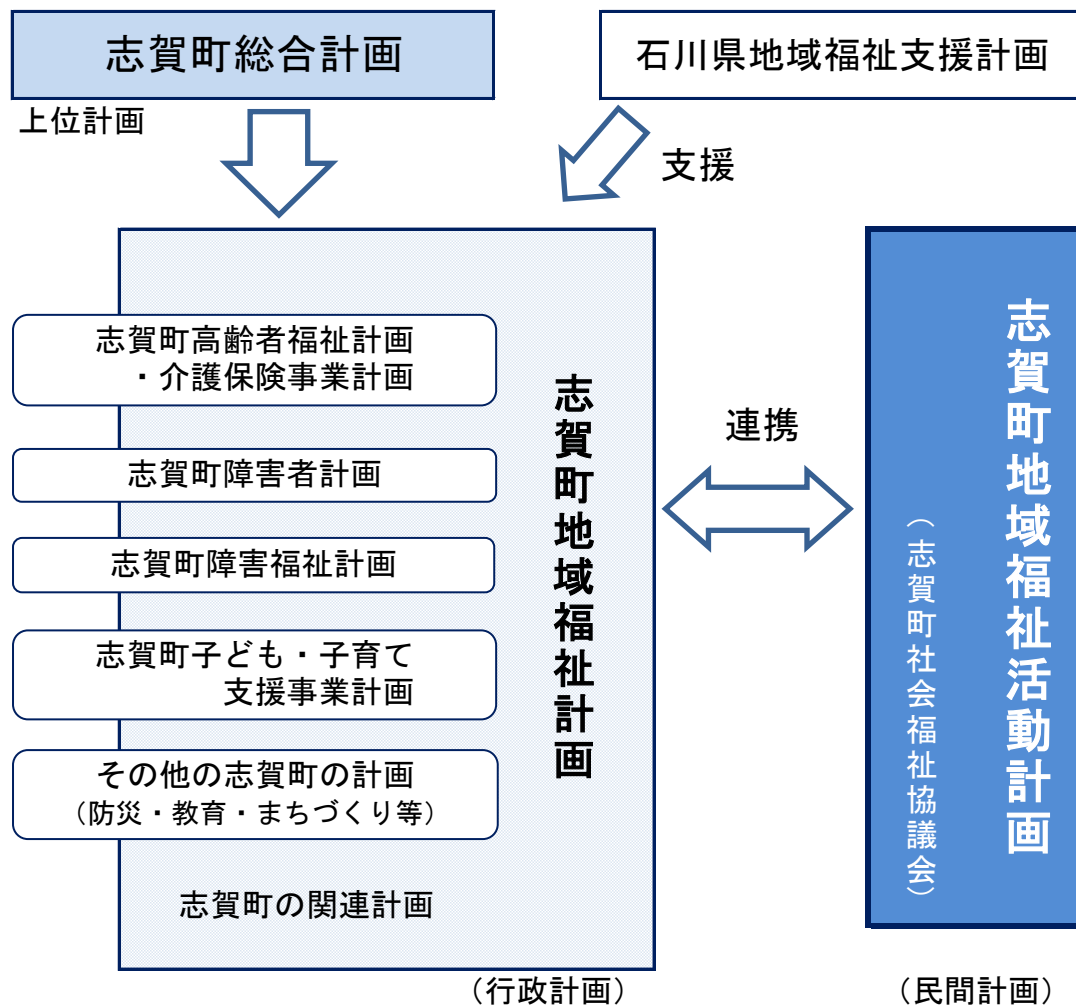 志賀町総合計画
石川県地域福祉支援計画
上位計画
支援
志賀町高齢者福祉計画
・介護保険事業計画
志賀町障害者計画
志賀町障害福祉計画
志賀町子ども・子育て
支援事業計画
その他の志賀町の計画
（防災・教育・まちづくり等）
志賀町の関連計画
志賀町地域福祉計画
（行政計画）
連携
志賀町地域福祉活動計画
（志賀町社会福祉協議会）
（民間計画）